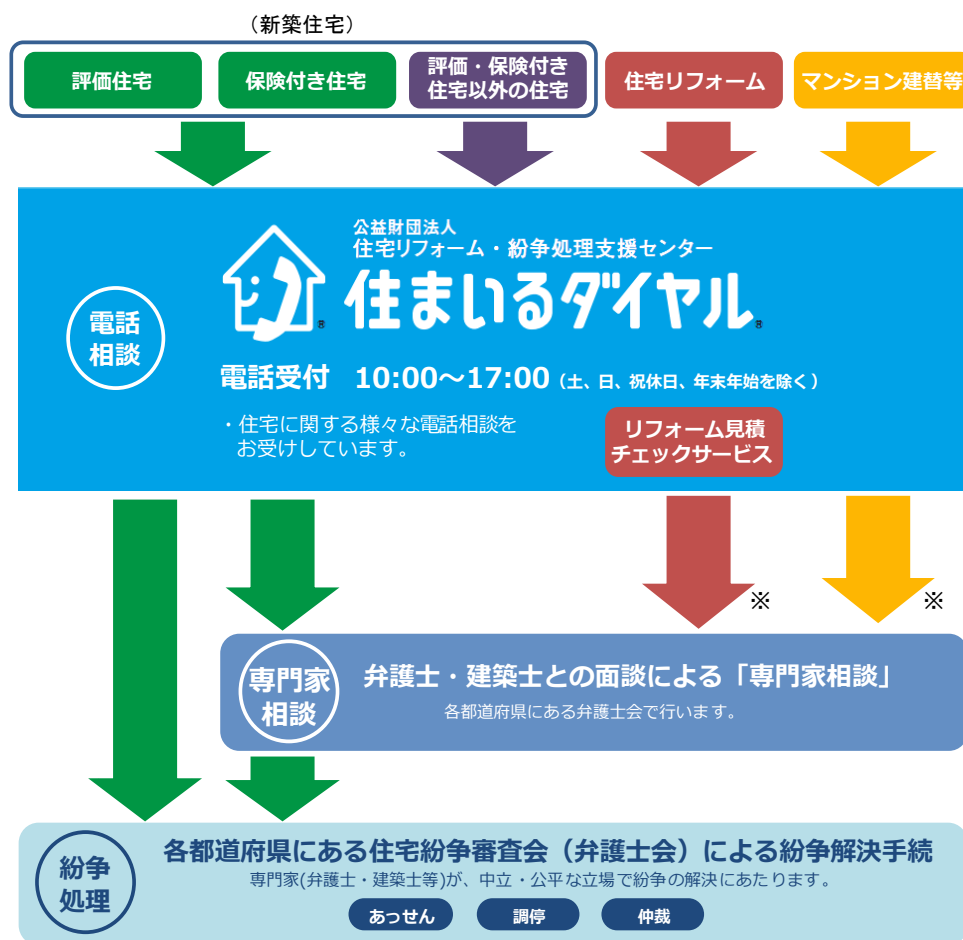 （新築住宅）
評価住宅
保険付き住宅
評価・保険付き
住宅以外の住宅
住宅リフォーム
マンション建替等
電話
相談
公益財団法人
住宅リフォーム・紛争処理支援センター
住まいるダイヤル®
電話受付 10:00～17:00（土、日、祝休日、年末年始を除く）
・住宅に関する様々な電話相談を
お受けしています。
リフォーム見積
チェックサービス
※
※
専門家
相談
弁護士・建築士との面談による「専門家相談」
各都道府県にある弁護士会で行います。
紛争
処理
各都道府県にある住宅紛争審査会（弁護士会）による紛争解決手続
専門家(弁護士・建築士等)が、中立・公平な立場で紛争の解決にあたります。
あっせん
調停
仲裁